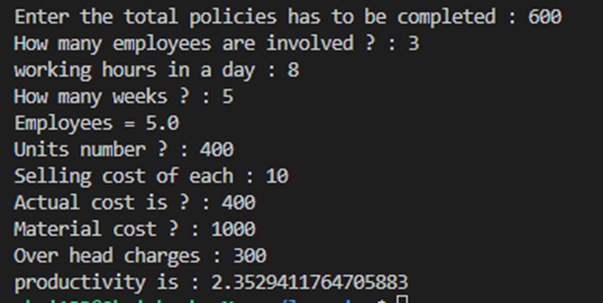 Enter the total policies has to be completed : 600
How many employees are involved ? : 3
working hours in a day : 8
How many weeks ? : 5
Employees = 5.0
Units number ? : 400
Selling cost of each : 10
Actual cost is ? : 400
Material cost ? : 1000
Over head charges : 300
productivity is : 2.3529411764705883